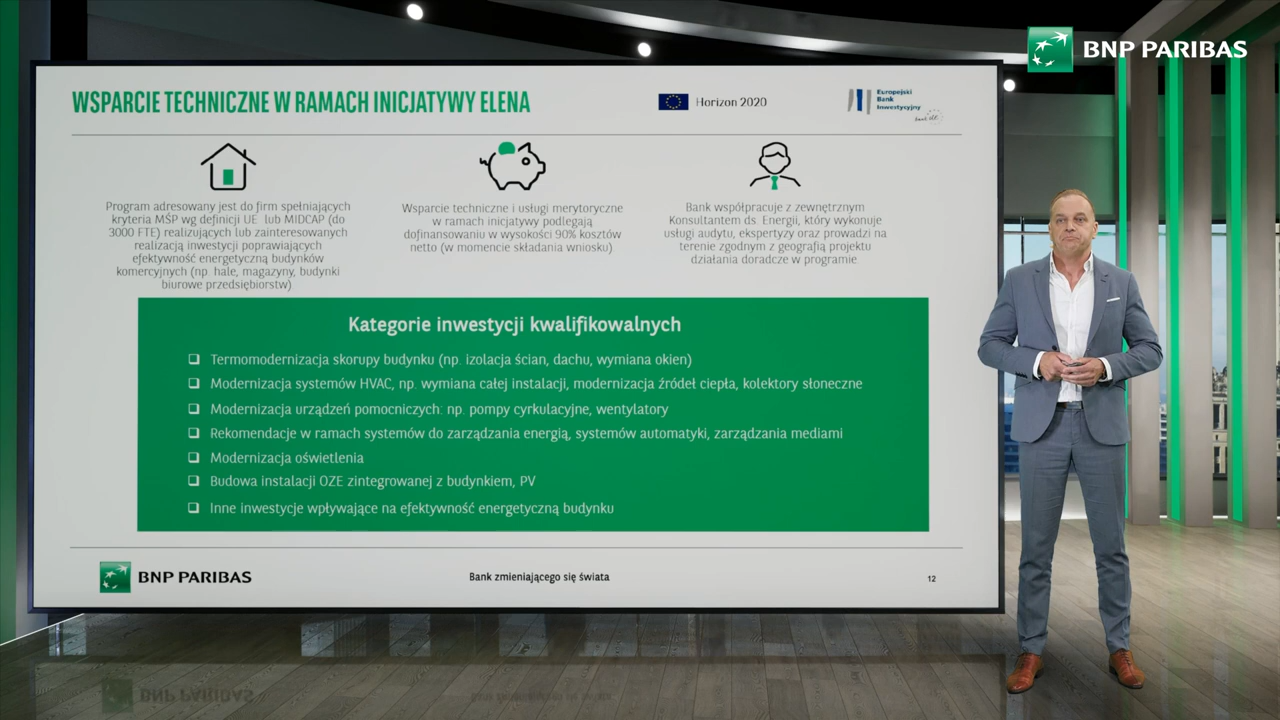 BNP PARIBAS
WSPARCIE TECHNICZNE W RAMACH INICJATYWY ELENA
Horizon 2020
Europejski
Bank
Inwestycyjny
Program adresowany jest do firm spełniających
kryteria MŚP wg definicji UE lub MIDCAP (do
3000 FTE) realizujących lub zainteresowanych
realizacją inwestycji poprawiających
efektywność energetyczną budynków
komercyjnych (np. hale, magazyny, budynki
biurowe przedsiębiorstw)
Wsparcie techniczne i usługi merytoryczne
w ramach inicjatywy podlegają
dofinansowaniu w wysokości 90% kosztów
netto (w momencie składania wniosku)
Bank współpracuje z zewnętrznym
Konsultantem ds. Energii, który wykonuje
usługi audytu, ekspertyzy oraz prowadzi na
terenie zgodnym z geografią projektu
działania doradcze w programie.
Kategorie inwestycji kwalifikowalnych
Termomodernizacja skorupy budynku (np. izolacja ścian, dachu, wymiana okien)
Modernizacja systemów HVAC, np. wymiana całej instalacji, modernizacja źródeł ciepła, kolektory słoneczne
Modernizacja urządzeń pomocniczych: np. pompy cyrkulacyjne, wentylatory
Rekomendacje w ramach systemów do zarządzania energią, systemów automatyki, zarządzania mediami
Modernizacja oświetlenia
Budowa instalacji OZE zintegrowanej z budynkiem, PV
Inne inwestycje wpływające na efektywność energetyczną budynku
BNP PARIBAS
Bank zmieniającego się świata
12